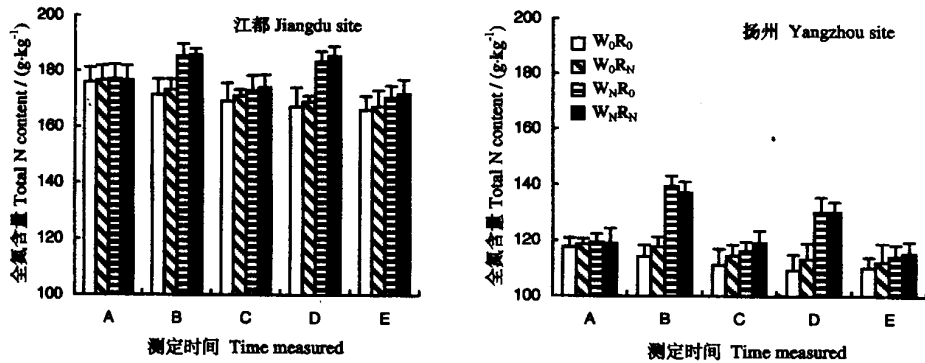 江都 Jiangdu site
全氮含量 Total N content / (g·kg⁻¹)
200
180
160
140
120
100
A B C D E
测定时间 Time measured
扬州 Yangzhou site
W₀R₀
W₀R_N
W_NR₀
W_NR_N
全氮含量 Total N content / (g·kg⁻¹)
200
180
160
140
120
100
A B C D E
测定时间 Time measured